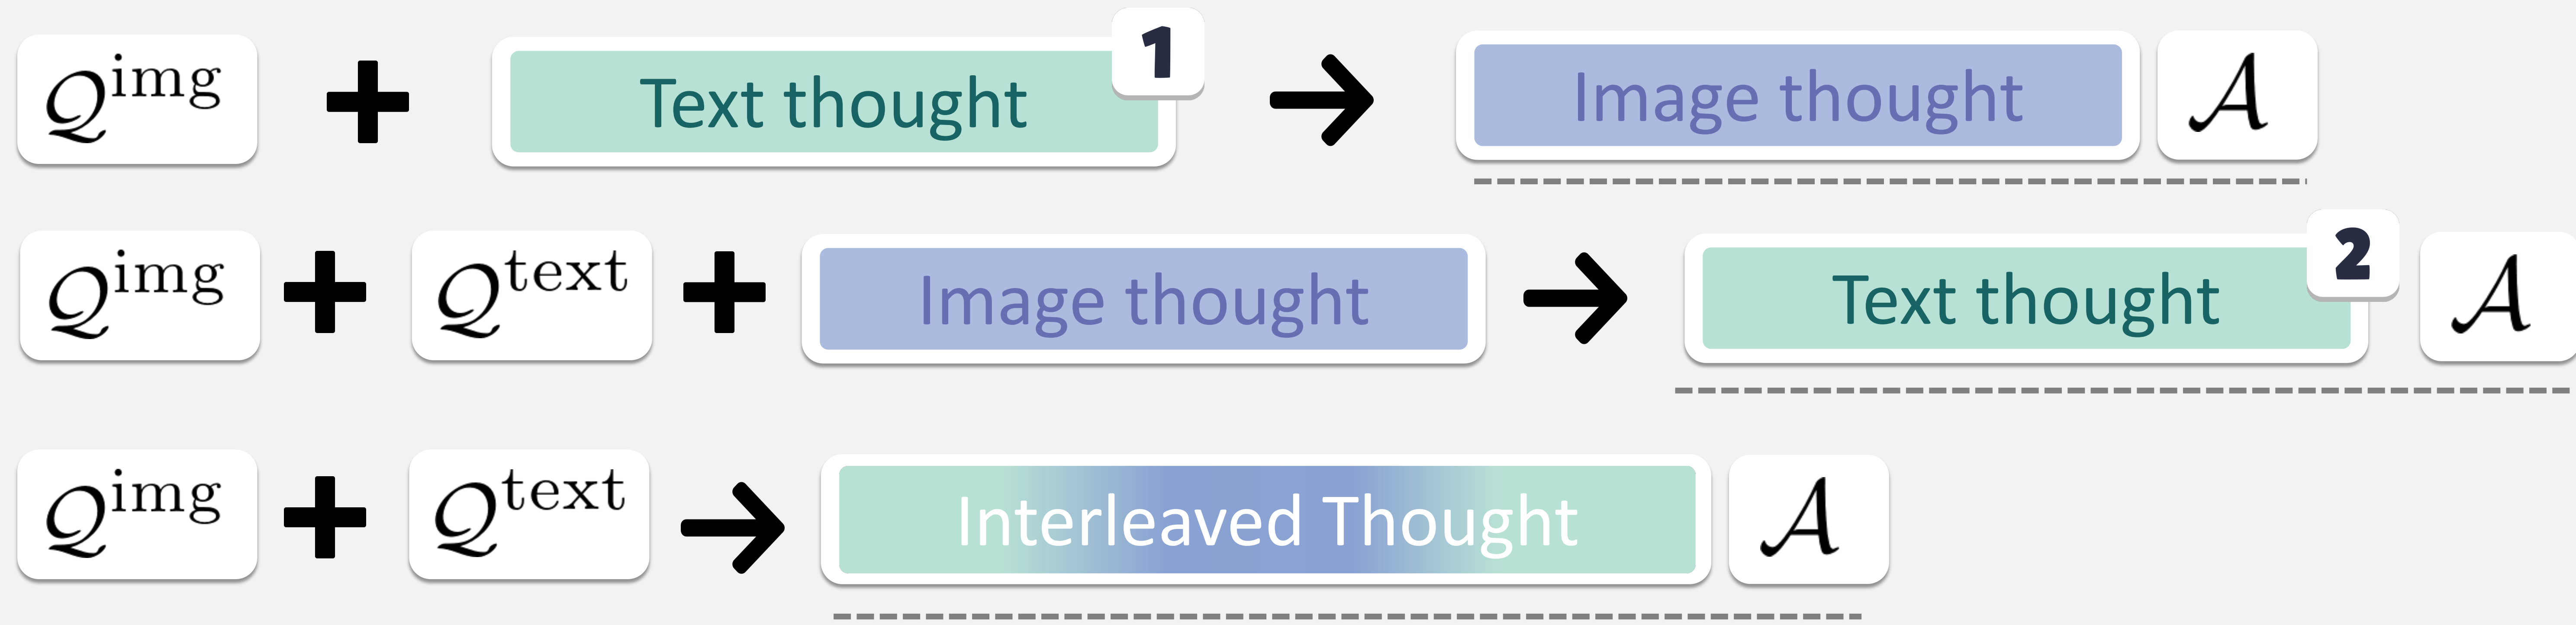 𝒬^img + Text thought 1 → Image thought 𝒜
𝒬^img + 𝒬^text + Image thought → Text thought 2 𝒜
𝒬^img + 𝒬^text → Interleaved Thought 𝒜